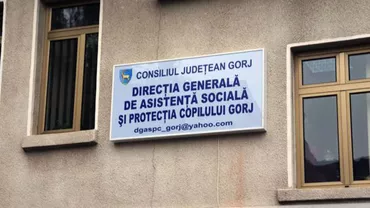 CONSILIUL JUDEȚEAN GORJ
DIRECȚIA GENERALĂ
DE ASISTENȚĂ SOCIALĂ
ȘI PROTECȚIA COPILULUI GORJ
dgaspc_gorj@yahoo.com